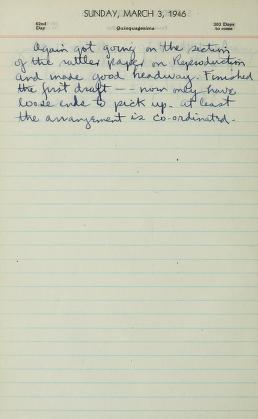 SUNDAY, MARCH 3, 1946
62nd Day
Quinquagesima
303 Days to come
Again got going on the section
of the rattler paper on Reproduction
and made good headway. Finished
the first draft -- now only have
loose ends to pick up. at least
the arrangement is co-ordinated.